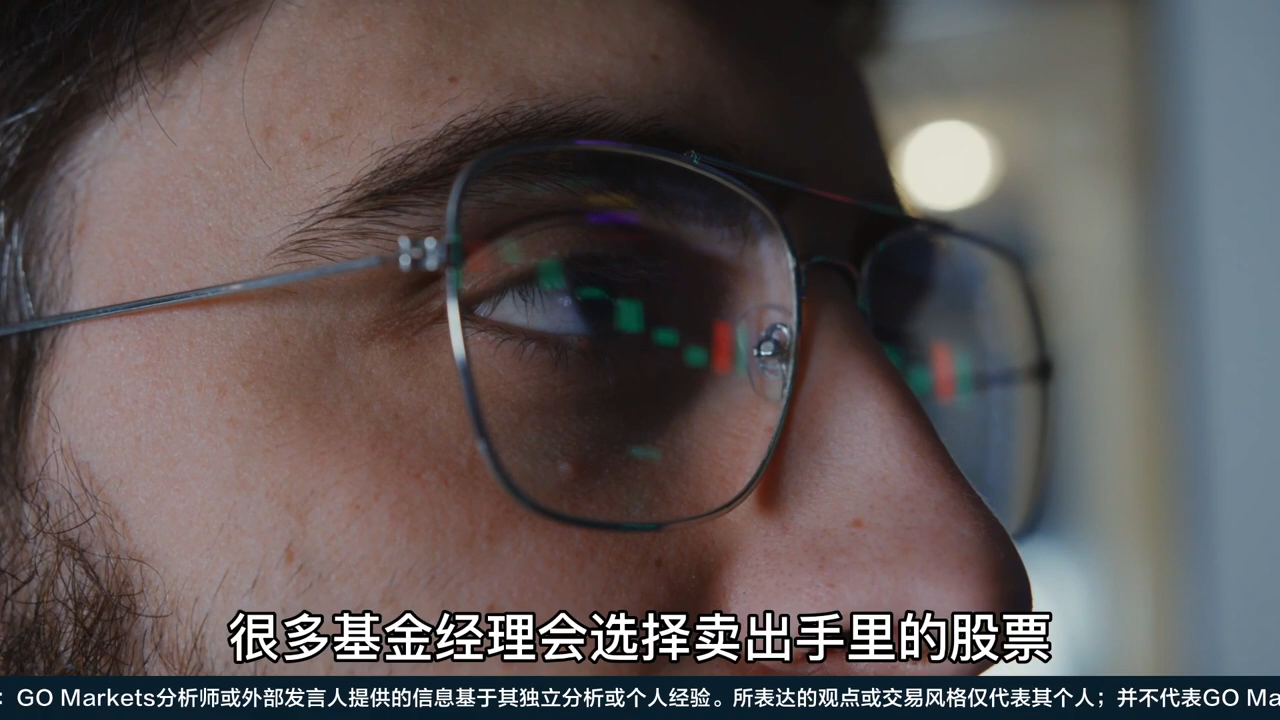 很多基金经理会选择卖出手里的股票
：GO Markets分析师或外部发言人提供的信息基于其独立分析或个人经验。所表达的观点或交易风格仅代表其个人；并不代表GO Ma